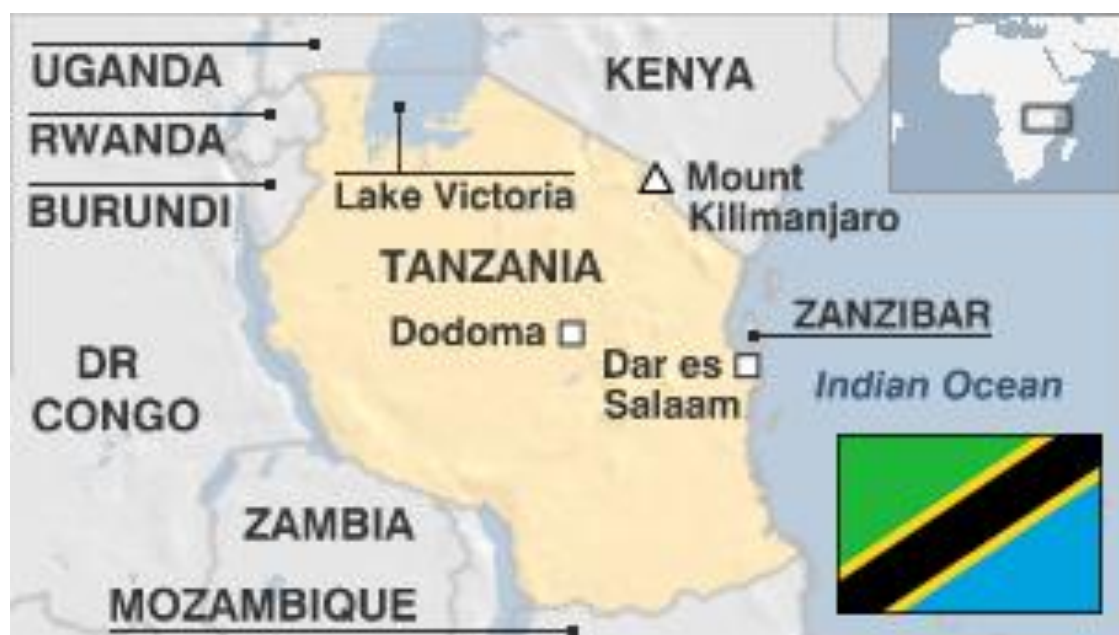 UGANDA
KENYA
RWANDA
Lake Victoria
Mount
Kilimanjaro
BURUNDI
TANZANIA
ZANZIBAR
Dodoma
Dar es
Salaam
DR
CONGO
Indian Ocean
ZAMBIA
MOZAMBIQUE